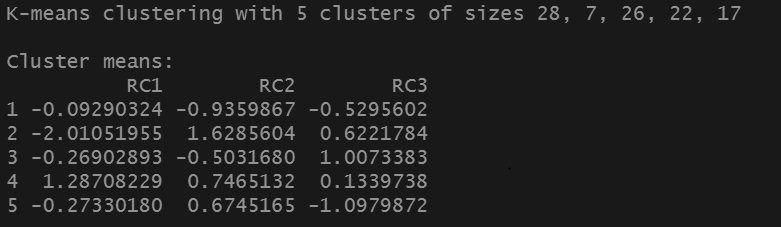 K-means clustering with 5 clusters of sizes 28, 7, 26, 22, 17
Cluster means:
RC1 RC2 RC3
1 -0.09290324 -0.9359867 -0.5295602
2 -2.01051955 1.6285604 0.6221784
3 -0.26902893 -0.5031680 1.0073383
4 1.28708229 0.7465132 0.1339738
5 -0.27330180 0.6745165 -1.0979872